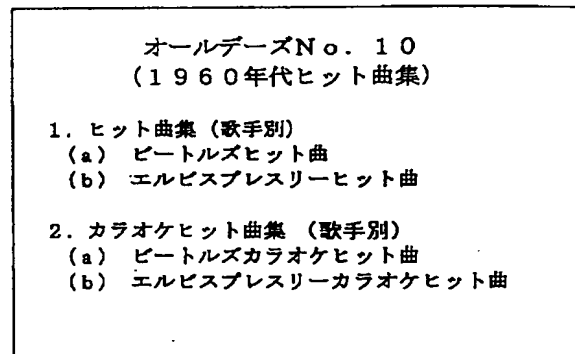 オールデーズNo.10
(1960年代ヒット曲集)
1.ヒット曲集(歌手別)
(a) ビートルズヒット曲
(b) エルビスプレスリーヒット曲
2.カラオケヒット曲集 (歌手別)
(a) ビートルズカラオケヒット曲
(b) エルビスプレスリーカラオケヒット曲